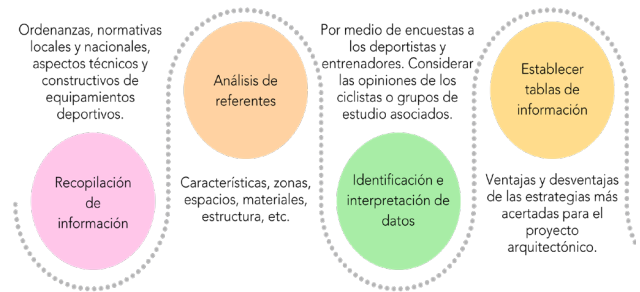 Ordenanzas, normativas
locales y nacionales,
aspectos técnicos y
constructivos de
equipamientos
deportivos.
Recopilación
de
información
Análisis de
referentes
Características, zonas,
espacios, materiales,
estructura, etc.
Por medio de encuestas a
los deportistas y
entrenadores. Considerar
las opiniones de los
ciclistas o grupos de
estudio asociados.
Identificación e
interpretación de
datos
Establecer
tablas de
información
Ventajas y desventajas
de las estrategias más
acertadas para el
proyecto
arquitectónico.